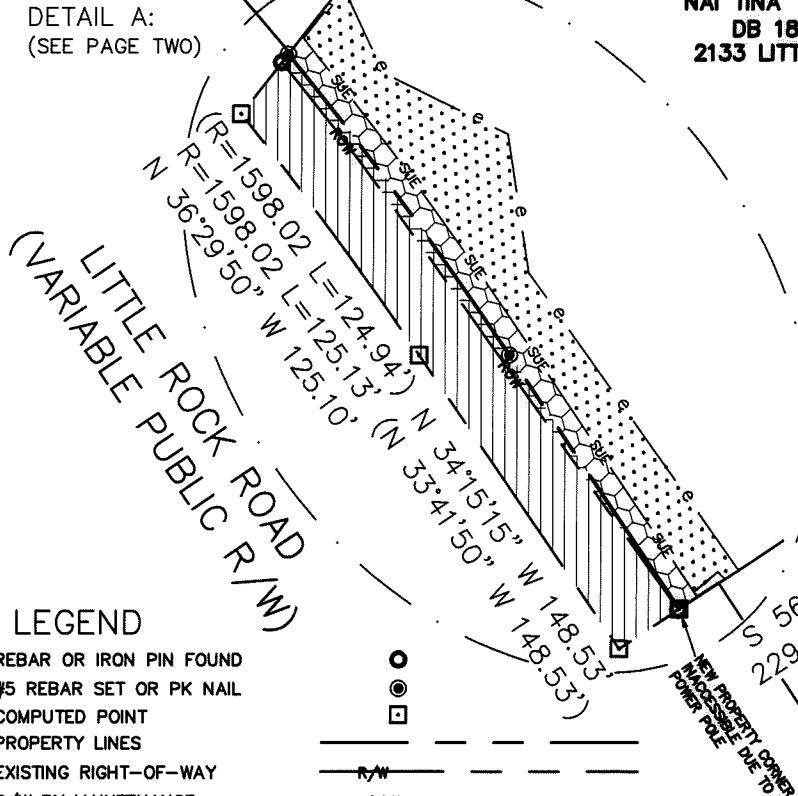 DETAIL A:
(SEE PAGE TWO)
NAT TINA
DB 18
2133 LITT
e
e
e
e
e
e
SUE
ROW
SUE
SUE
ROW
SUE
SUE
SUE
(R=1598.02 L=124.94')
R=1598.02 L=125.13'
N 36°29'50" W 125.10'
N 34°15'15" W 148.53'
(N 33°41'50" W 148.53')
LITTLE ROCK ROAD
(VARIABLE PUBLIC R/W)
S 56
229
NEW PROPERTY CORNER
INACCESSIBLE DUE TO
POWER POLE
LEGEND
REBAR OR IRON PIN FOUND
#5 REBAR SET OR PK NAIL
COMPUTED POINT
PROPERTY LINES
EXISTING RIGHT-OF-WAY
R/W